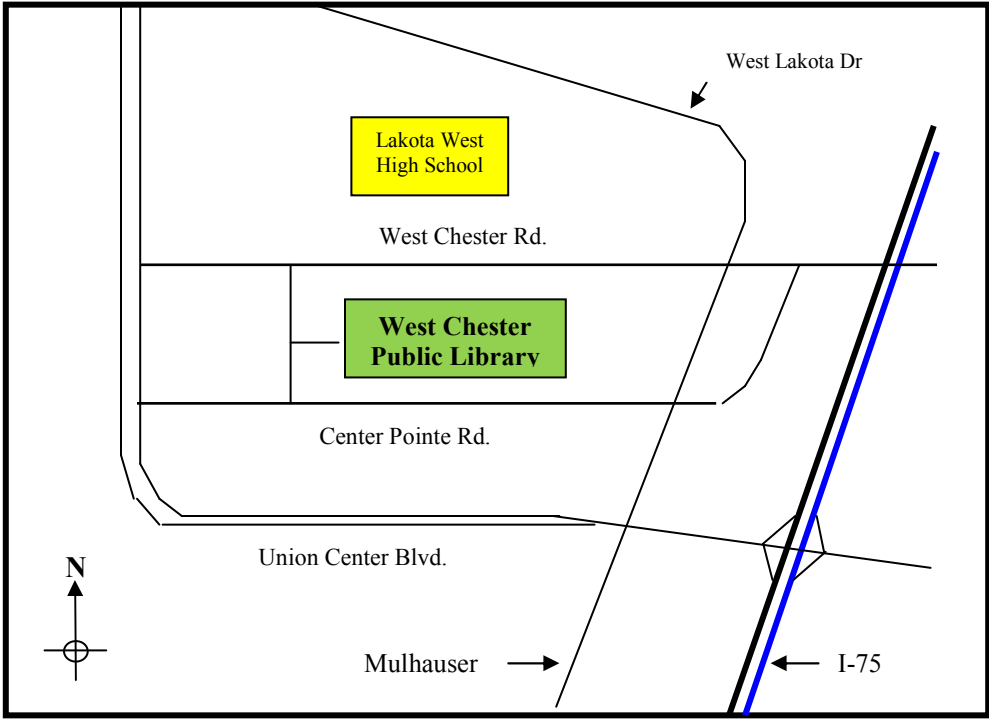 West Lakota Dr
Lakota West
High School
West Chester Rd.
West Chester
Public Library
Center Pointe Rd.
Union Center Blvd.
N
Mulhauser
I-75